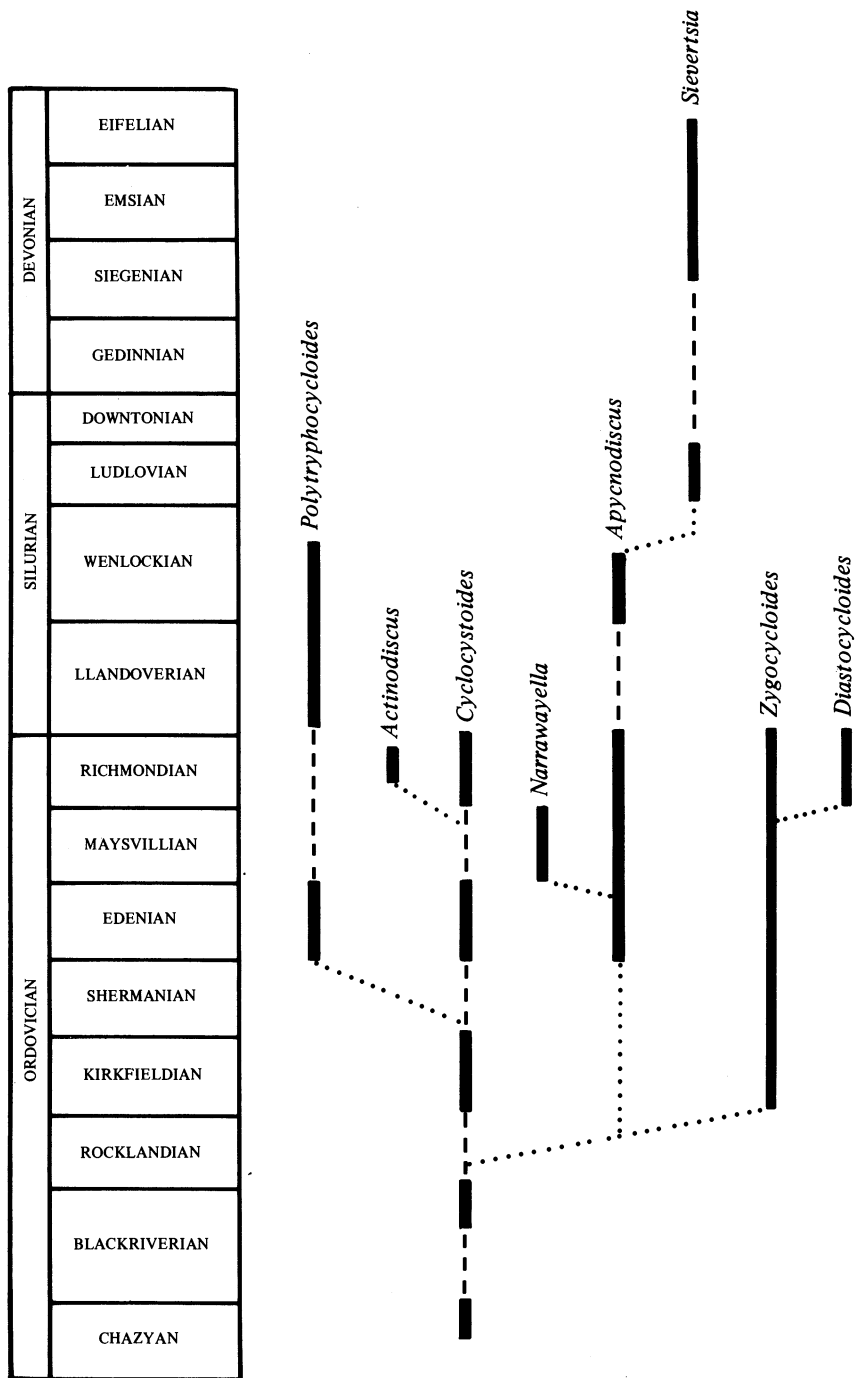 DEVONIAN
EIFELIAN
EMSIAN
SIEGENIAN
GEDINNIAN
SILURIAN
DOWNTONIAN
LUDLOVIAN
WENLOCKIAN
LLANDOVERIAN
ORDOVICIAN
RICHMONDIAN
MAYSVILLIAN
EDENIAN
SHERMANIAN
KIRKFIELDIAN
ROCKLANDIAN
BLACKRIVERIAN
CHAZYAN
Polytryphocycloides
Actinodiscus
Cyclocystoides
Narrawayella
Apycnodiscus
Sievertsia
Zygocycloides
Diastocycloides